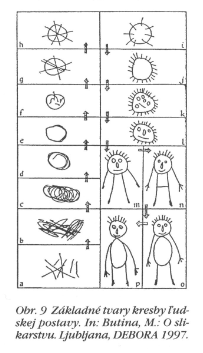 h
i
g
j
f
k
e
l
d
m
n
c
b
a
p
o
Obr. 9 Základné tvary kresby ľud-
skej postavy. In: Butina, M.: O sli-
karstvu. Ljubljana, DEBORA 1997.